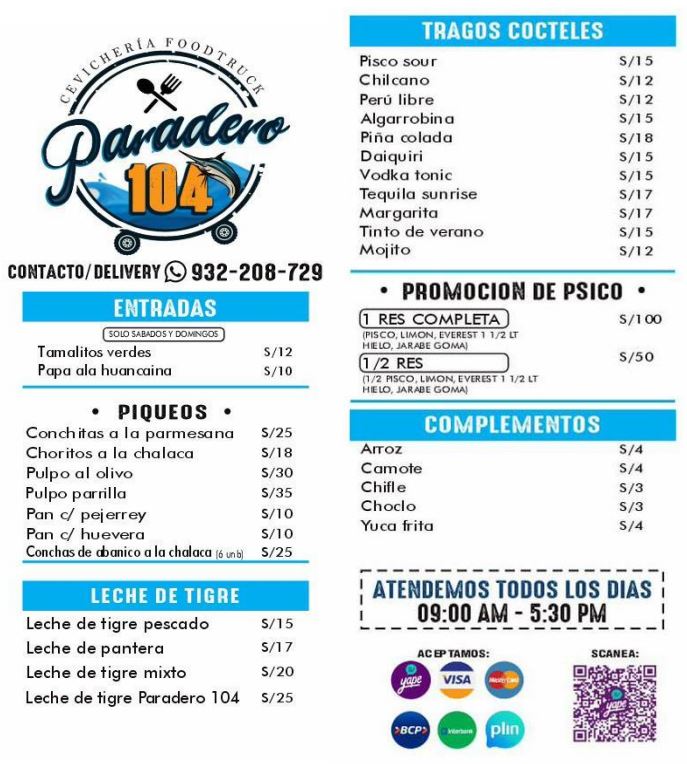 CEVICHERÍA FOODTRUCK
Paradero
104
CONTACTO/DELIVERY 932-208-729
ENTRADAS
SOLO SABADOS Y DOMINGOS
Tamalitos verdes S/12
Papa ala huancaina S/10
• PIQUEOS •
Conchitas a la parmesana S/25
Choritos a la chalaca S/18
Pulpo al olivo S/30
Pulpo parrilla S/35
Pan c/ pejerrey S/10
Pan c/ huevera S/10
Conchas de abanico a la chalaca (6 unb) S/25
LECHE DE TIGRE
Leche de tigre pescado S/15
Leche de pantera S/17
Leche de tigre mixto S/20
Leche de tigre Paradero 104 S/25
TRAGOS COCTELES
Pisco sour S/15
Chilcano S/12
Perú libre S/12
Algarrobina S/15
Piña colada S/18
Daiquiri S/15
Vodka tonic S/15
Tequila sunrise S/17
Margarita S/17
Tinto de verano S/15
Mojito S/12
• PROMOCION DE PSICO •
1 RES COMPLETA S/100
(PISCO, LIMON, EVEREST 1 1/2 LT
HIELO, JARABE GOMA)
1/2 RES S/50
(1/2 PISCO, LIMON, EVEREST 1 1/2 LT
HIELO, JARABE GOMA)
COMPLEMENTOS
Arroz S/4
Camote S/4
Chifle S/3
Choclo S/3
Yuca frita S/4
ATENDEMOS TODOS LOS DIAS
09:00 AM - 5:30 PM
ACEPTAMOS:
yape VISA MasterCard
BCP Interbank plin
SCANEA:
yape